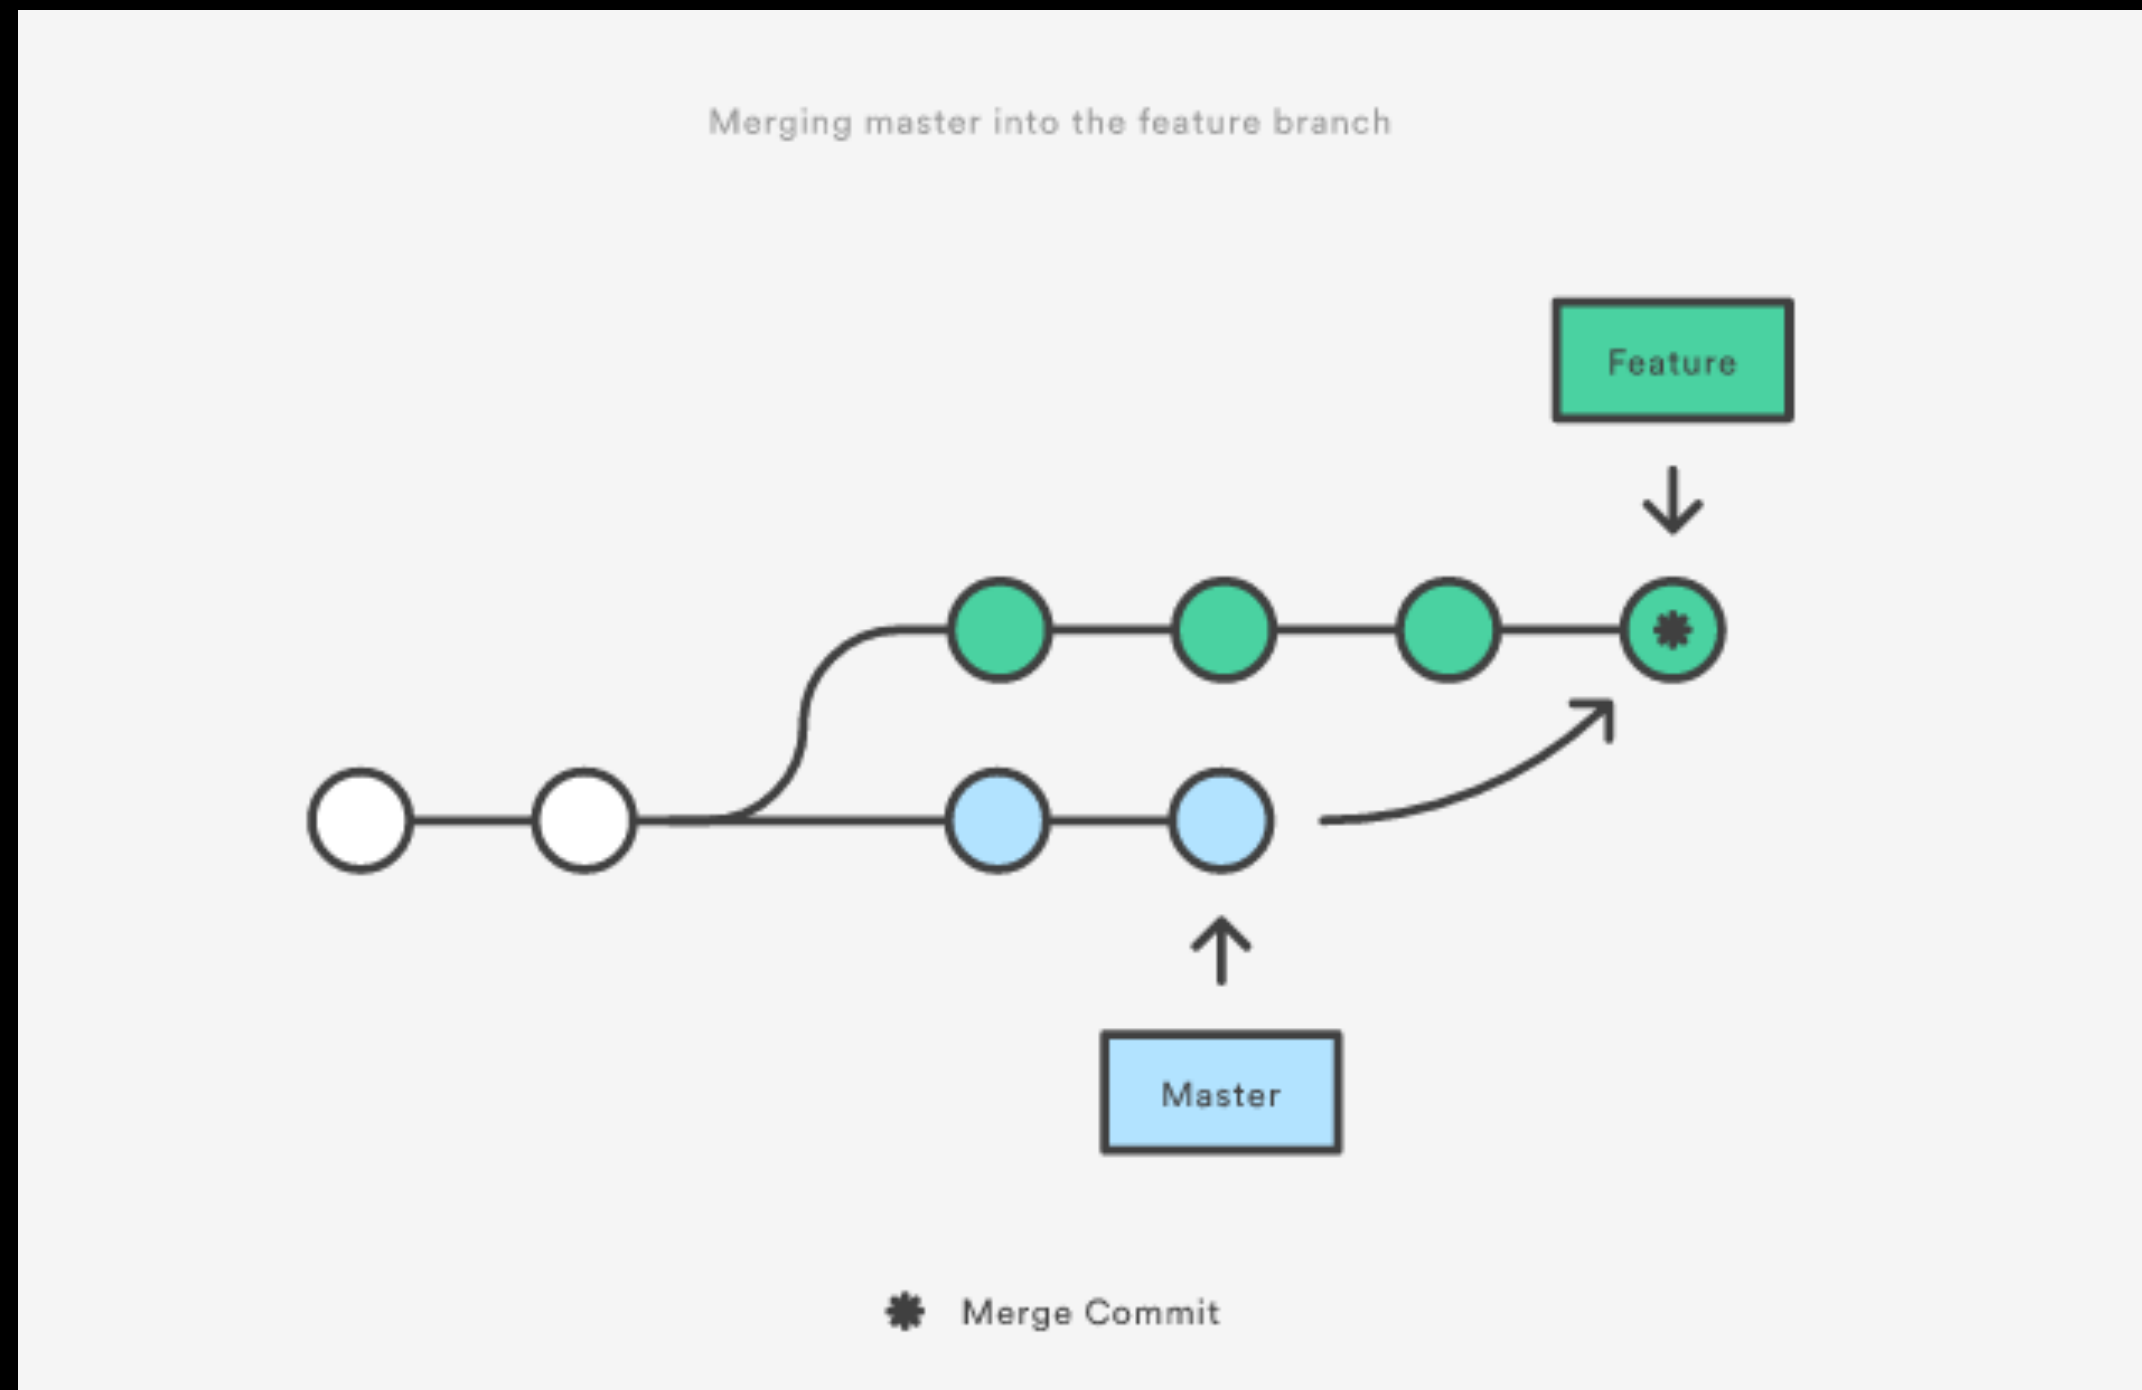 Merging master into the feature branch
Feature
Master
Merge Commit